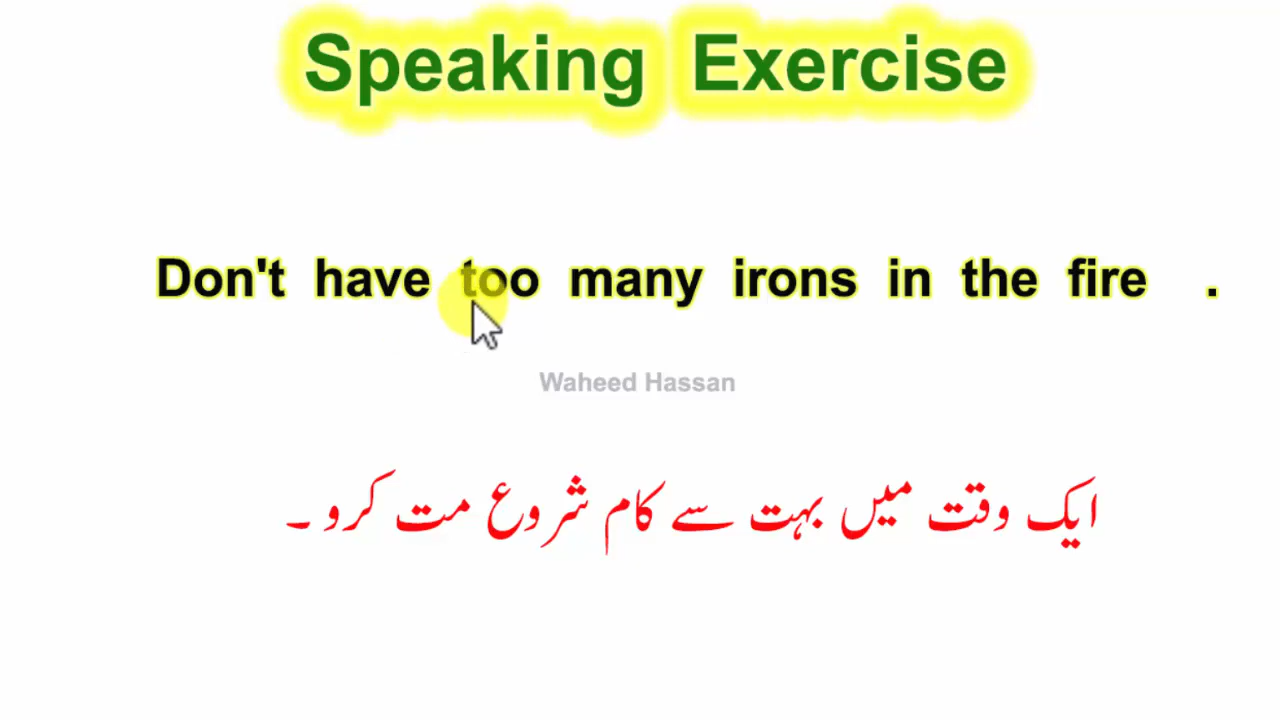 Speaking Exercise
Don't have too many irons in the fire .
Waheed Hassan
ایک وقت میں بہت سے کام شروع مت کرو ۔